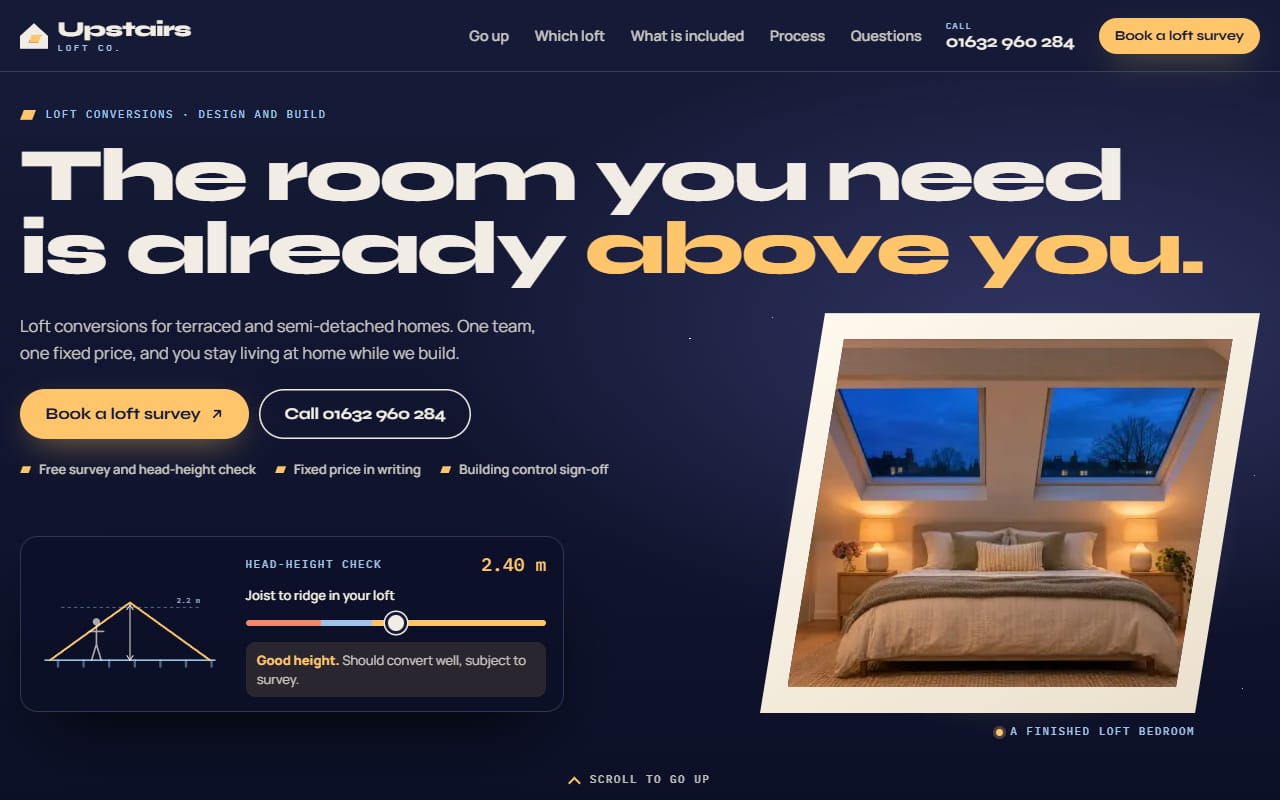 Upstairs
LOFT CO.
Go up
Which loft
What is included
Process
Questions
CALL
01632 960 284
Book a loft survey
LOFT CONVERSIONS · DESIGN AND BUILD
The room you need
is already above you.
Loft conversions for terraced and semi-detached homes. One team,
one fixed price, and you stay living at home while we build.
Book a loft survey
Call 01632 960 284
Free survey and head-height check
Fixed price in writing
Building control sign-off
HEAD-HEIGHT CHECK
2.40 m
Joist to ridge in your loft
2.2 m
Good height. Should convert well, subject to
survey.
A FINISHED LOFT BEDROOM
SCROLL TO GO UP